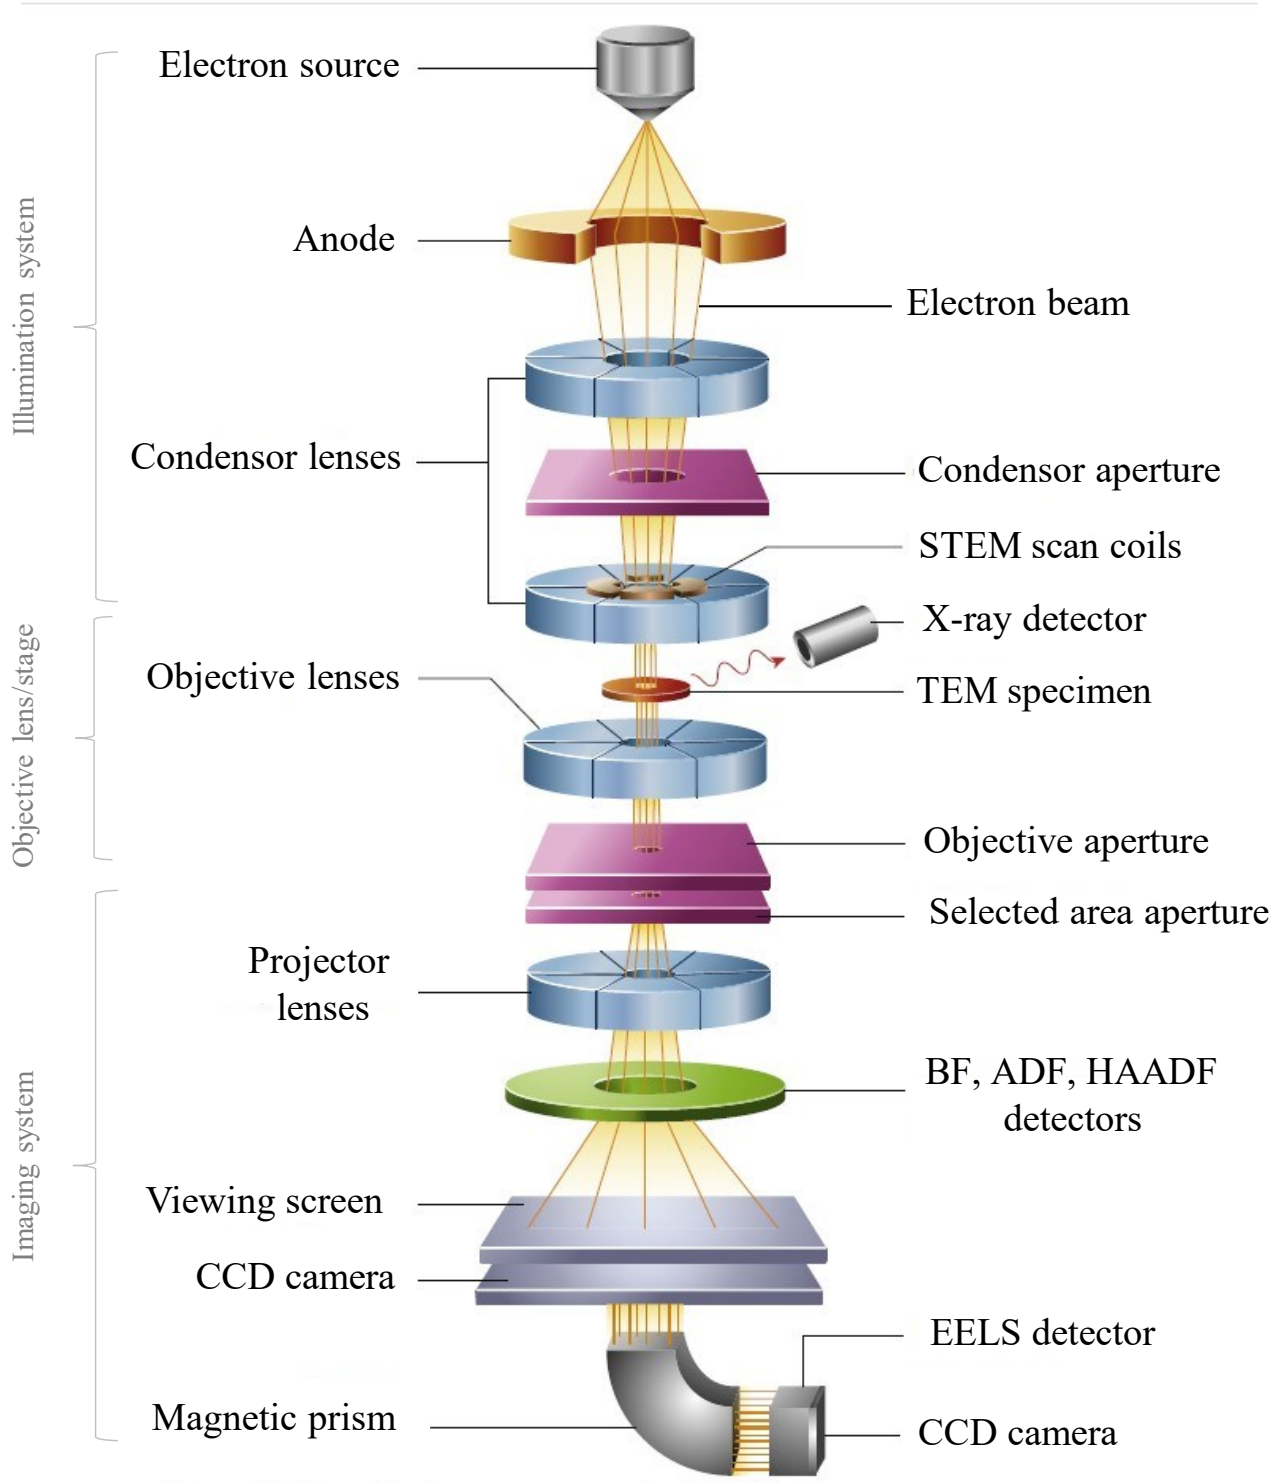 Electron source
Anode
Electron beam
Illumination system
Condensor lenses
Condensor aperture
STEM scan coils
X-ray detector
Objective lenses
TEM specimen
Objective lens/stage
Objective aperture
Selected area aperture
Projector
lenses
BF, ADF, HAADF
detectors
Imaging system
Viewing screen
CCD camera
EELS detector
Magnetic prism
CCD camera